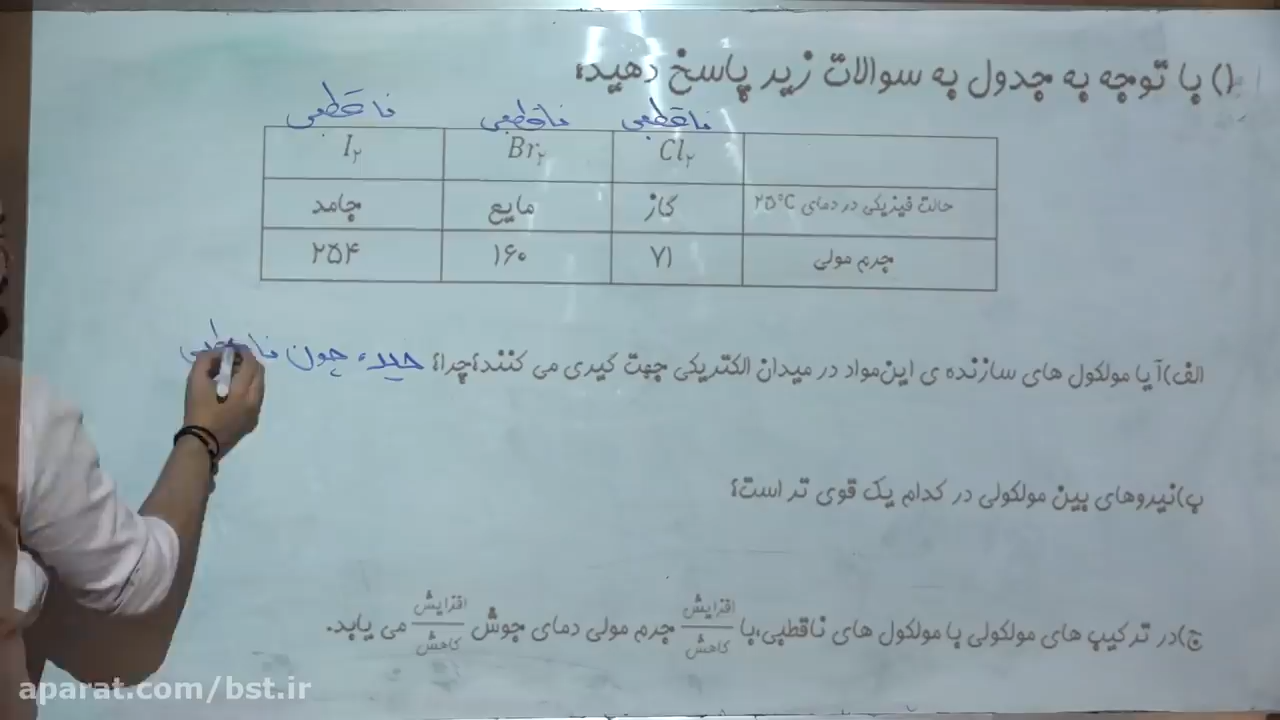 ۱) با توجه به جدول به سوالات زیر پاسخ دهید؛
ناقطبی ناقطبی ناقطبی
Cl۲ Br۲ I۲
حالت فیزیکی در دمای ۲۵°C گاز مایع جامد
جرم مولی ۷۱ ۱۶۰ ۲۵۴
الف)آیا مولکول های سازنده ی این مواد در میدان الکتریکی جهت گیری می کنند؟چرا؟ خیر، چون ناقطبی
ب)نیروهای بین مولکولی در کدام یک قوی تر است؟
ج)در ترکیب های مولکولی با مولکول های ناقطبی،با افزایش/کاهش جرم مولی دمای جوش افزایش/کاهش می یابد.
aparat.com/bst.ir